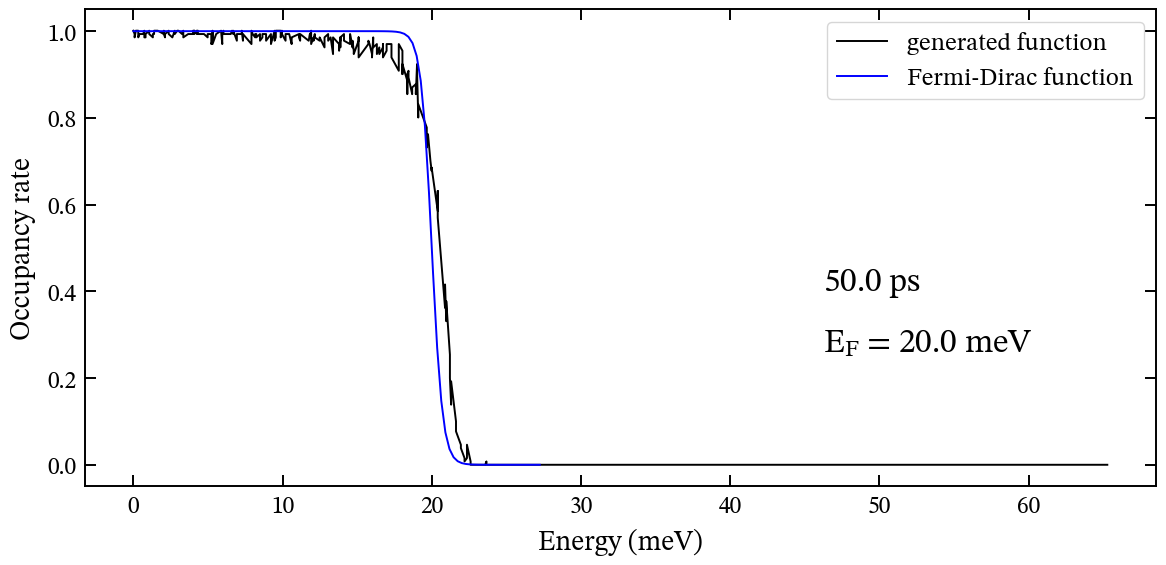 generated function
Fermi-Dirac function
1.0
0.8
0.6
0.4
0.2
0.0
Occupancy rate
50.0 ps
E_F = 20.0 meV
0 10 20 30 40 50 60
Energy (meV)